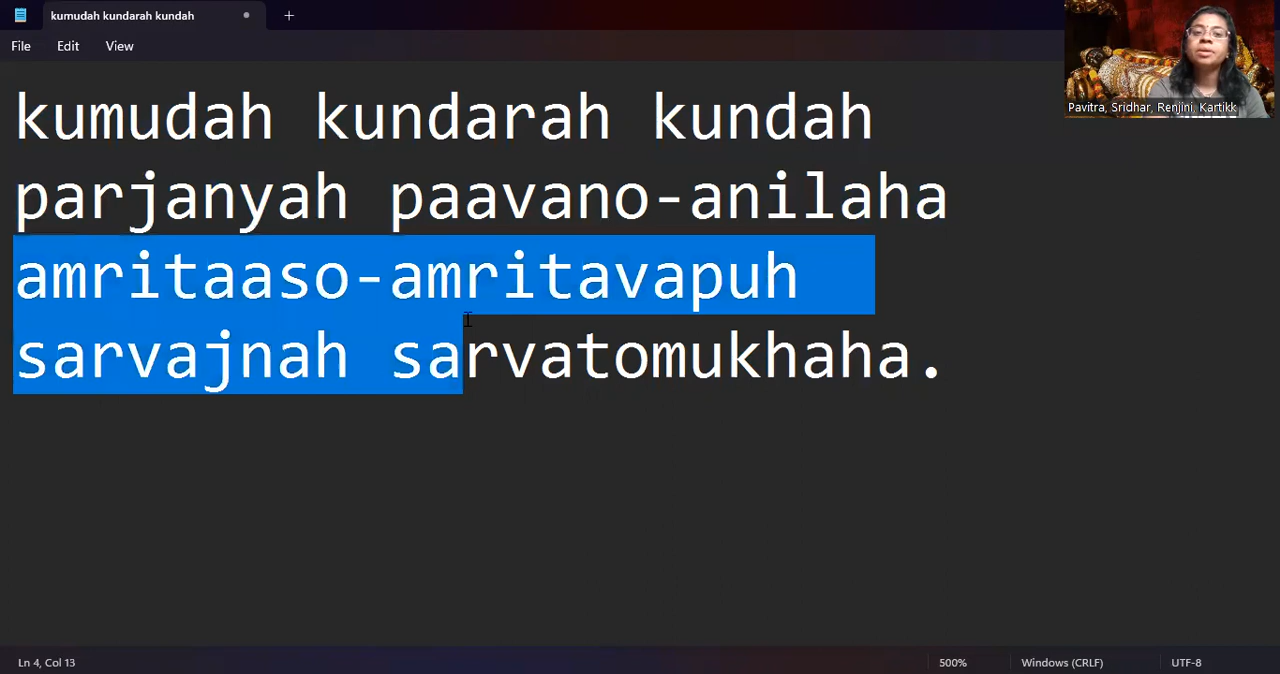 kumudah kundarah kundah
File Edit View
kumudah kundarah kundah
parjanyah paavano-anilaha
amritaaso-amritavapuh
sarvajnah sarvatomukhaha.
Pavitra, Sridhar, Renjini, Kartikk
Ln 4, Col 13 500% Windows (CRLF) UTF-8